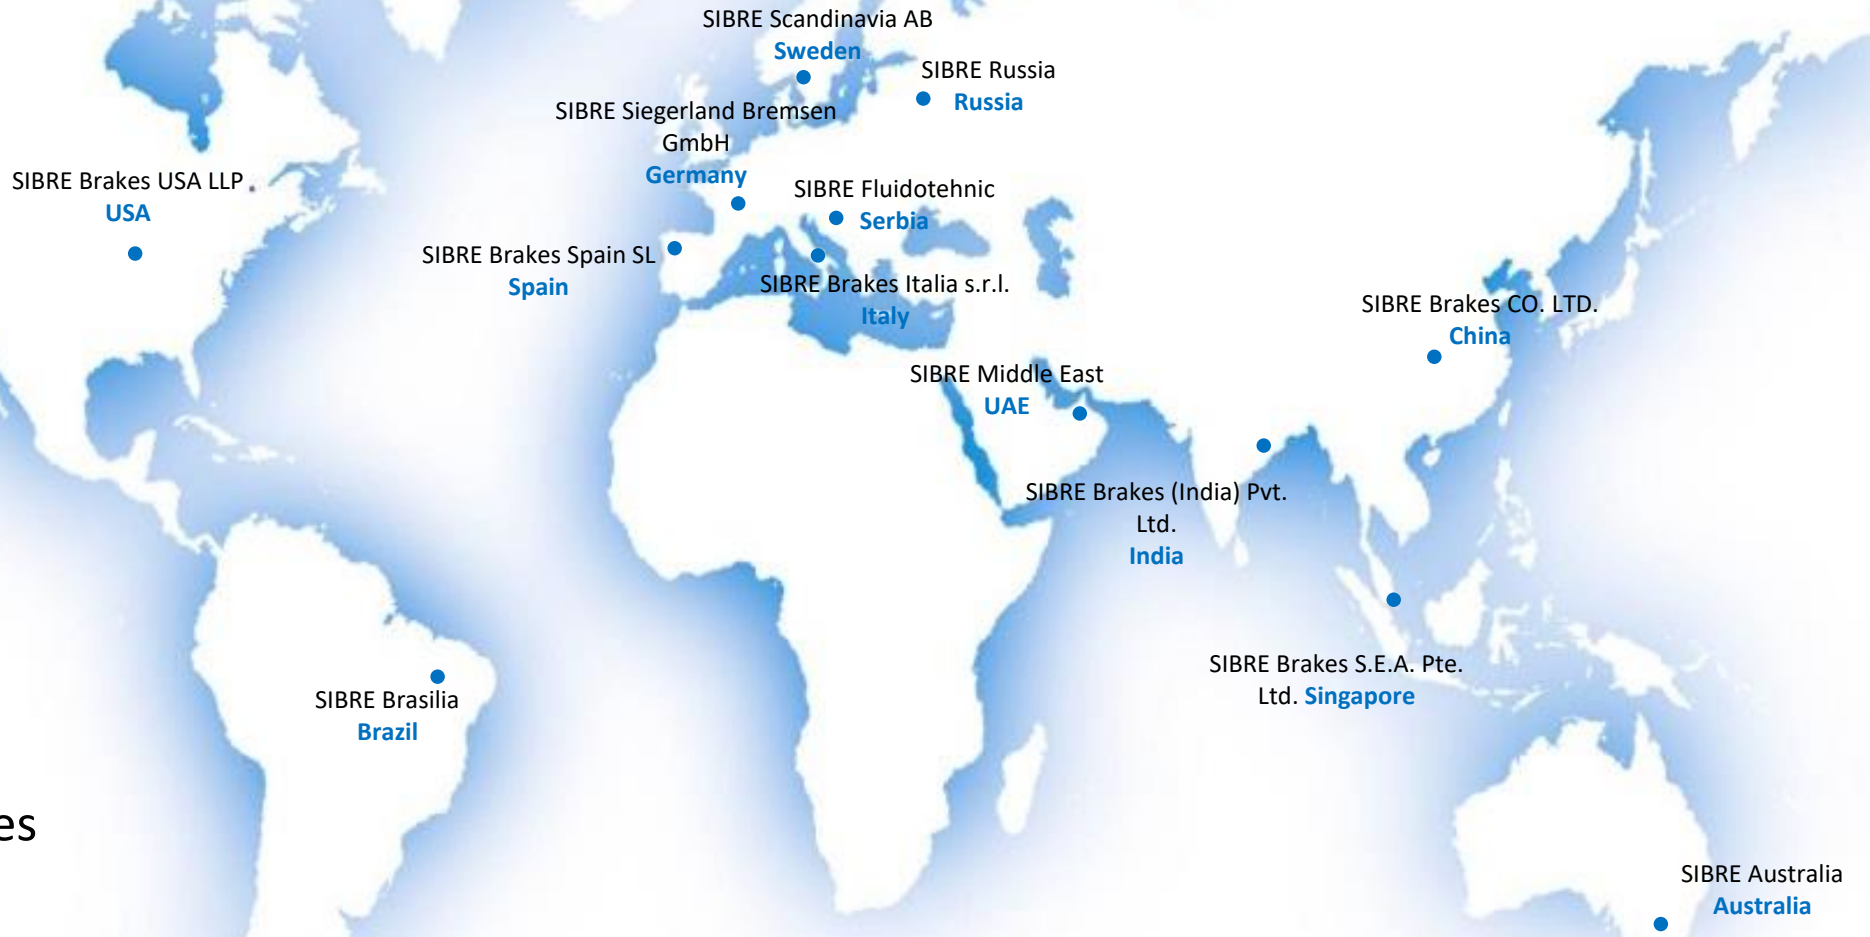 SIBRE Scandinavia AB
Sweden
SIBRE Russia
Russia
SIBRE Siegerland Bremsen
GmbH
Germany
SIBRE Brakes USA LLP
USA
SIBRE Fluidotehnic
Serbia
SIBRE Brakes Spain SL
Spain
SIBRE Brakes Italia s.r.l.
Italy
SIBRE Brakes CO. LTD.
China
SIBRE Middle East
UAE
SIBRE Brakes (India) Pvt.
Ltd.
India
SIBRE Brakes S.E.A. Pte.
Ltd. Singapore
SIBRE Brasilia
Brazil
es
SIBRE Australia
Australia